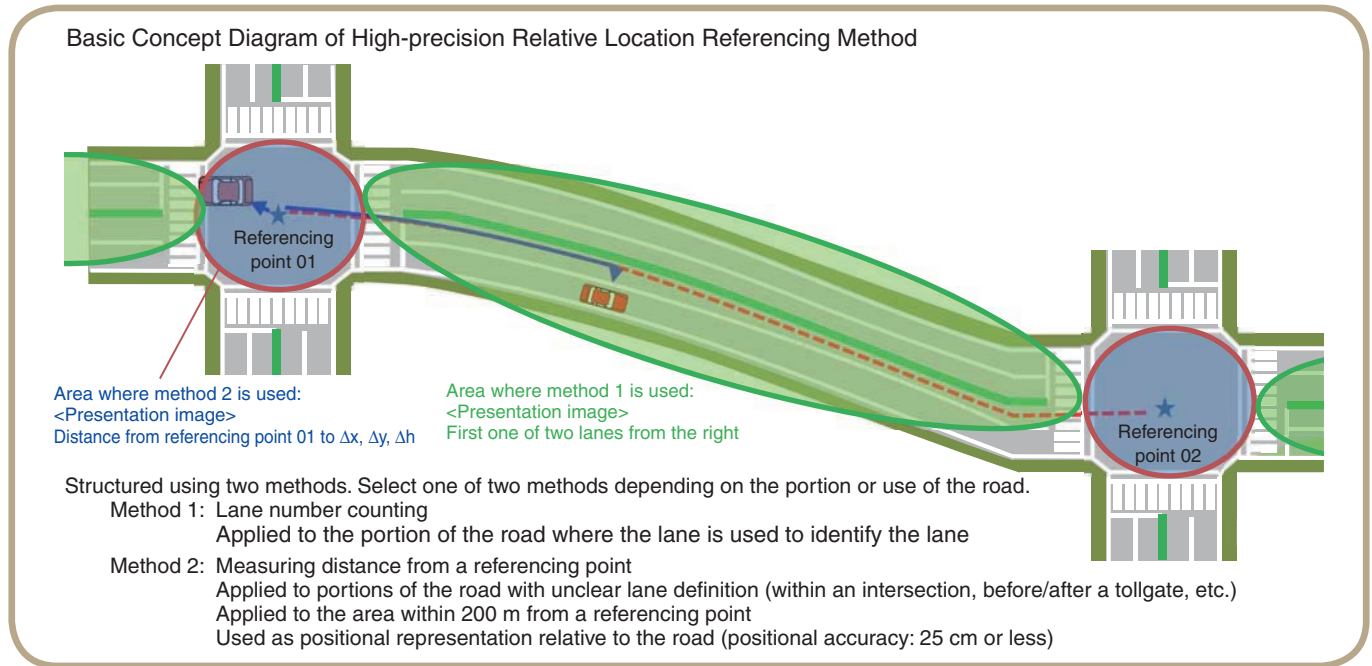 Basic Concept Diagram of High-precision Relative Location Referencing Method
Referencing
point 01
Area where method 2 is used:
<Presentation image>
Distance from referencing point 01 to Δx, Δy, Δh
Area where method 1 is used:
<Presentation image>
First one of two lanes from the right
Referencing
point 02
Structured using two methods. Select one of two methods depending on the portion or use of the road.
Method 1: Lane number counting
Applied to the portion of the road where the lane is used to identify the lane
Method 2: Measuring distance from a referencing point
Applied to portions of the road with unclear lane definition (within an intersection, before/after a tollgate, etc.)
Applied to the area within 200 m from a referencing point
Used as positional representation relative to the road (positional accuracy: 25 cm or less)